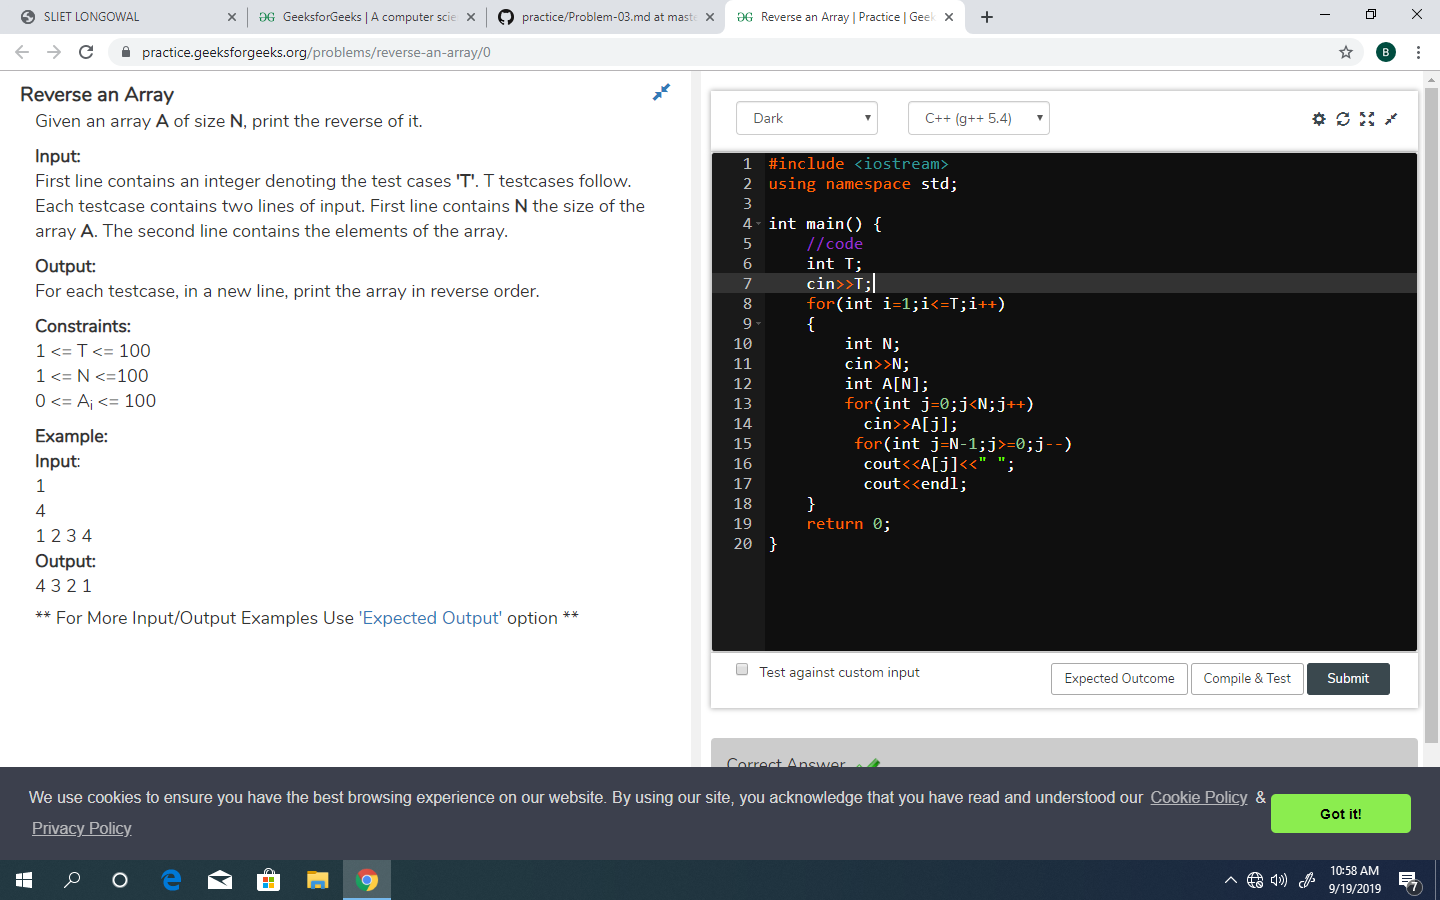 SLIET LONGOWAL
GeeksforGeeks | A computer scie
practice/Problem-03.md at maste
Reverse an Array | Practice | Geek
practice.geeksforgeeks.org/problems/reverse-an-array/0
B
Reverse an Array
Given an array A of size N, print the reverse of it.
Input:
First line contains an integer denoting the test cases 'T'. T testcases follow.
Each testcase contains two lines of input. First line contains N the size of the
array A. The second line contains the elements of the array.
Output:
For each testcase, in a new line, print the array in reverse order.
Constraints:
1 <= T <= 100
1 <= N <=100
0 <= Ai <= 100
Example:
Input:
1
4
1 2 3 4
Output:
4 3 2 1
** For More Input/Output Examples Use 'Expected Output' option **
Dark
C++ (g++ 5.4)
1 #include <iostream>
2 using namespace std;
3
4 int main() {
5 //code
6 int T;
7 cin>>T;
8 for(int i=1;i<=T;i++)
9 {
10 int N;
11 cin>>N;
12 int A[N];
13 for(int j=0;j<N;j++)
14 cin>>A[j];
15 for(int j=N-1;j>=0;j--)
16 cout<<A[j]<<" ";
17 cout<<endl;
18 }
19 return 0;
20 }
Test against custom input
Expected Outcome
Compile & Test
Submit
Correct Answer
We use cookies to ensure you have the best browsing experience on our website. By using our site, you acknowledge that you have read and understood our Cookie Policy &
Privacy Policy
Got it!
10:58 AM
9/19/2019
7